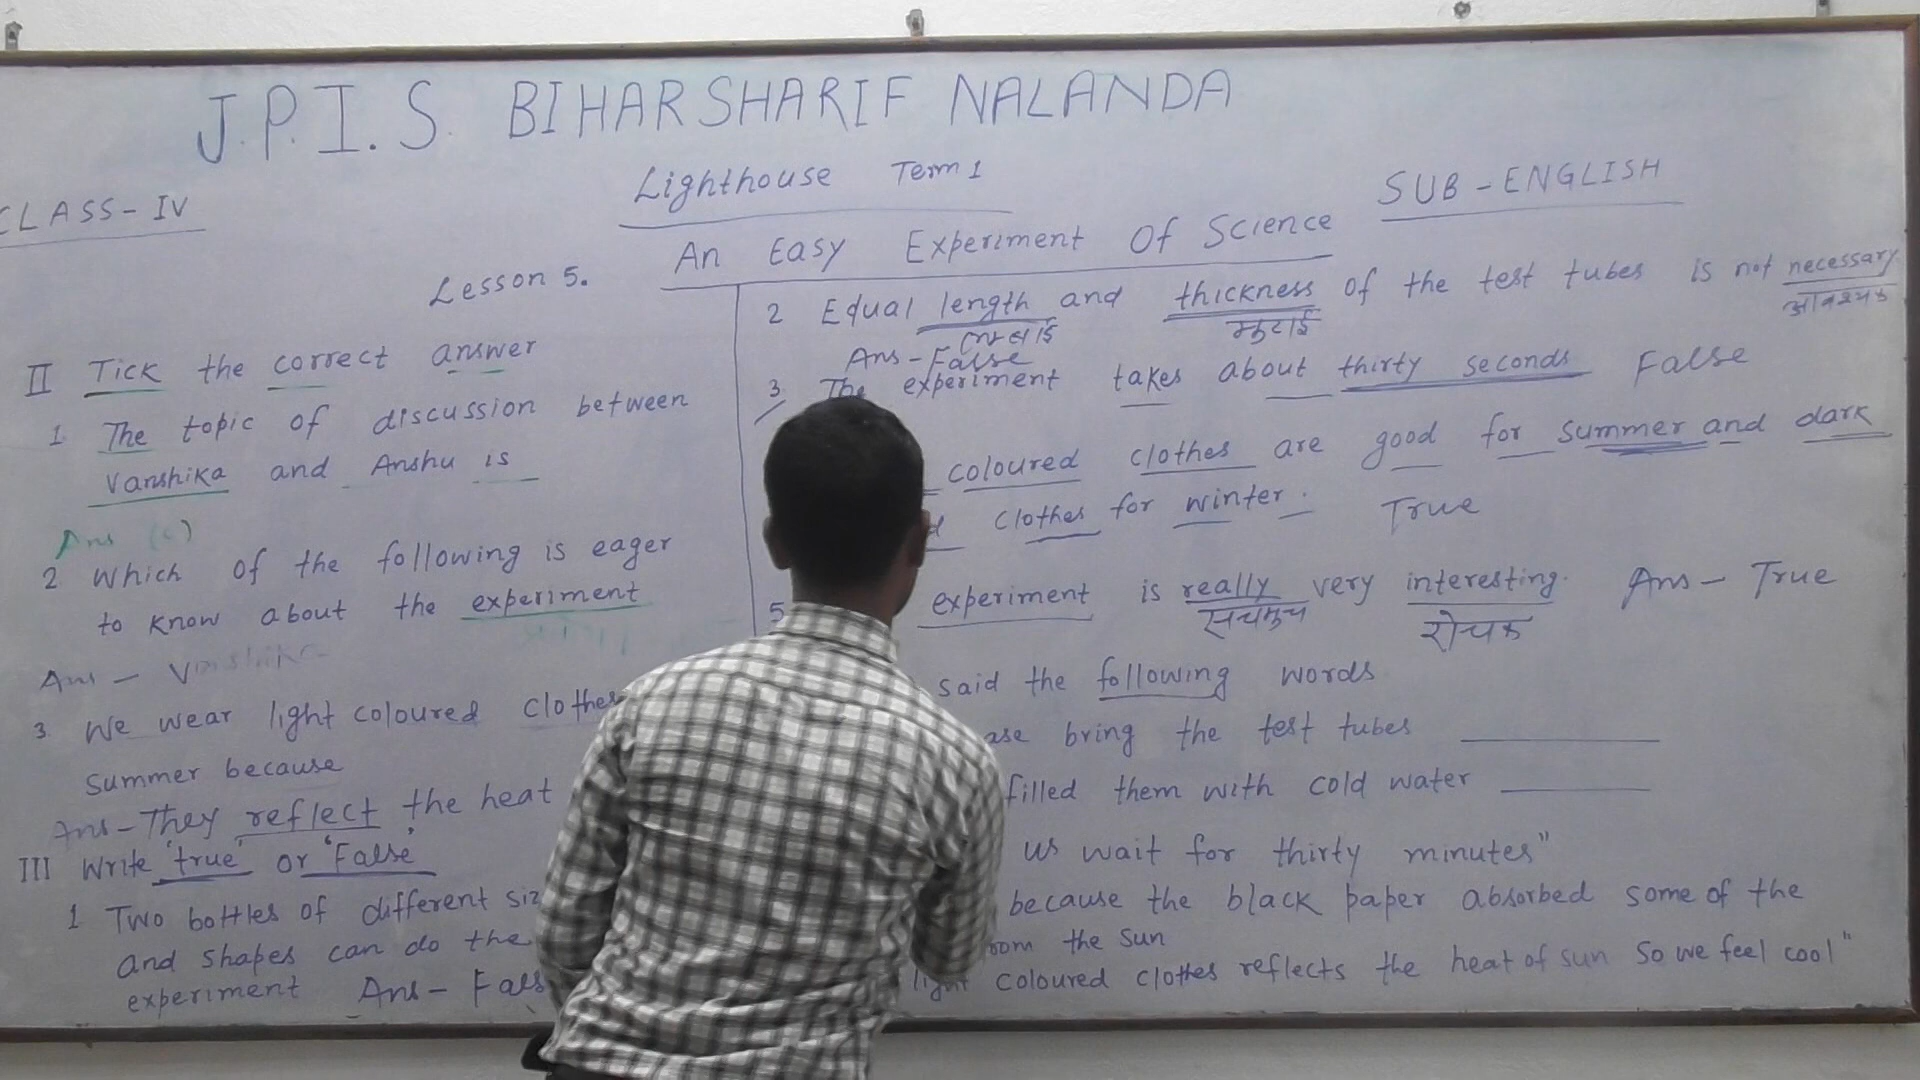 J.P.I.S. BIHARSHARIF NALANDA
Lighthouse Term 1
CLASS-IV
SUB-ENGLISH
Lesson 5. An Easy Experiment Of Science
II Tick the correct answer
1 The topic of discussion between
Vanshika and Anshu is
Ans (c)
2 Which of the following is eager
to know about the experiment
Ans - Vanshika
3 We wear light coloured clothes
summer because
Ans - They reflect the heat
III Write 'true' or 'False'
1 Two bottles of different
and shapes can do the
experiment Ans -
2 Equal length and thickness of the test tubes is not necessary
आवश्यक
Ans - False
3 The experiment takes about thirty seconds False
coloured clothes are good for summer and dark
clothes for winter. True
5 experiment is really very interesting. Ans - True
सचमुच रोचक
said the following words
bring the test tubes
filled them with cold water
us wait for thirty minutes"
because the black paper absorbed some of the
the sun
light coloured clothes reflects the heat of sun so we feel cool"